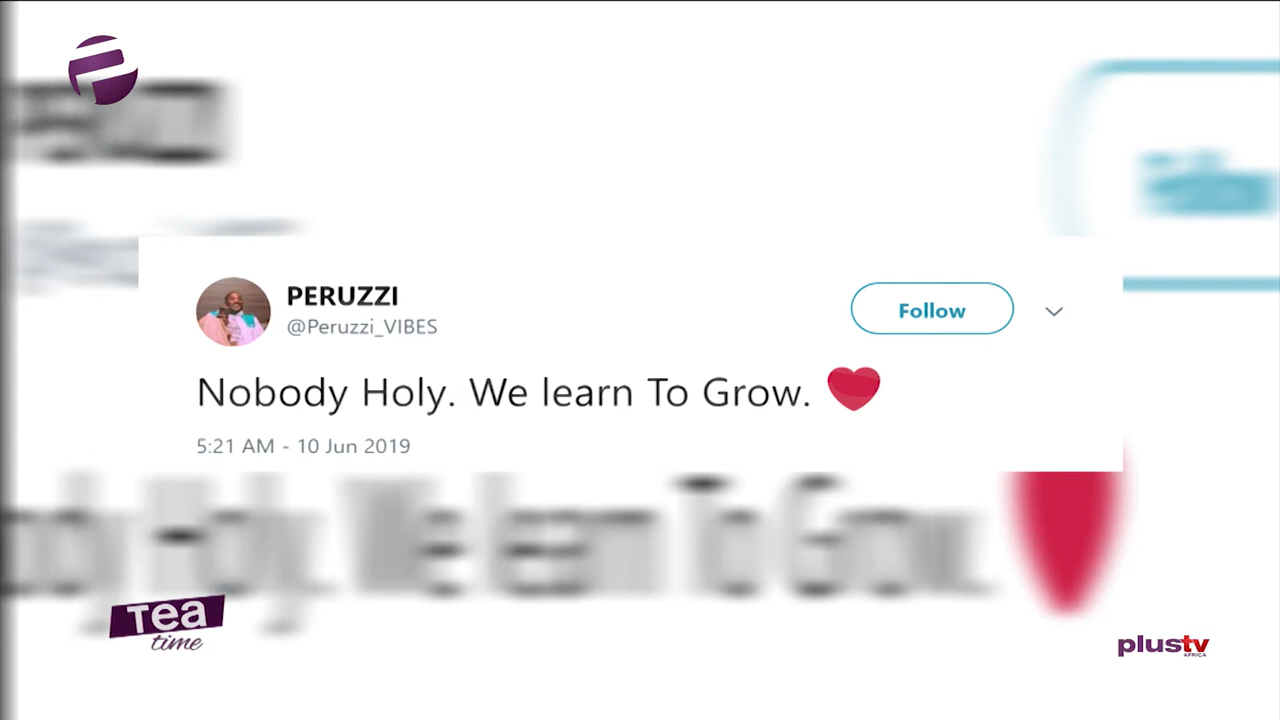 PERUZZI
@Peruzzi_VIBES
Follow
Nobody Holy. We learn To Grow.
5:21 AM - 10 Jun 2019
Tea
time
plustv
AFRICA